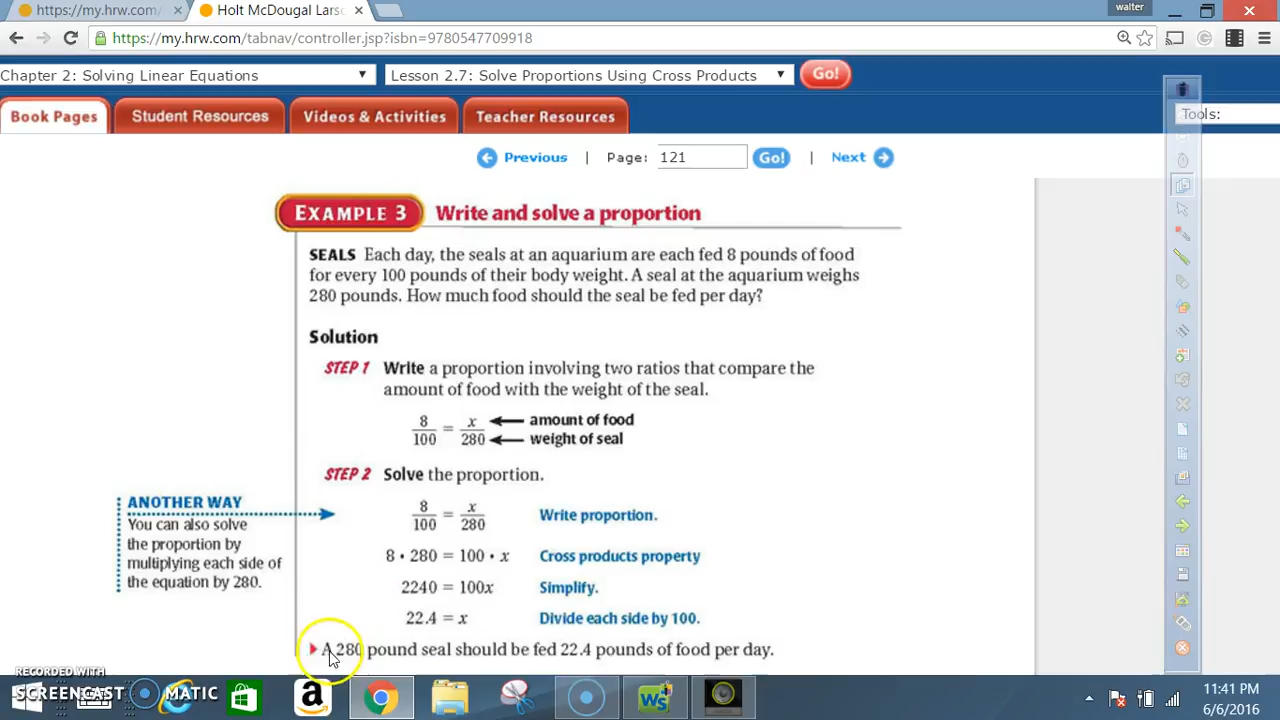 https://my.hrw.com/tabnav/
Holt McDougal Lars
walter
https://my.hrw.com/tabnav/controller.jsp?isbn=9780547709918
Chapter 2: Solving Linear Equations
Lesson 2.7: Solve Proportions Using Cross Products
Go!
Book Pages
Student Resources
Videos & Activities
Teacher Resources
Tools:
Previous | Page: 121 Go! | Next
EXAMPLE 3 Write and solve a proportion
SEALS Each day, the seals at an aquarium are each fed 8 pounds of food
for every 100 pounds of their body weight. A seal at the aquarium weighs
280 pounds. How much food should the seal be fed per day?
Solution
STEP 1 Write a proportion involving two ratios that compare the
amount of food with the weight of the seal.
8/100 = x/280
amount of food
weight of seal
STEP 2 Solve the proportion.
ANOTHER WAY
You can also solve
the proportion by
multiplying each side of
the equation by 280.
8/100 = x/280 Write proportion.
8 • 280 = 100 • x Cross products property
2240 = 100x Simplify.
22.4 = x Divide each side by 100.
A 280 pound seal should be fed 22.4 pounds of food per day.
RECORDED WITH
SCREENCAST MATIC
a
WS
11:41 PM
6/6/2016